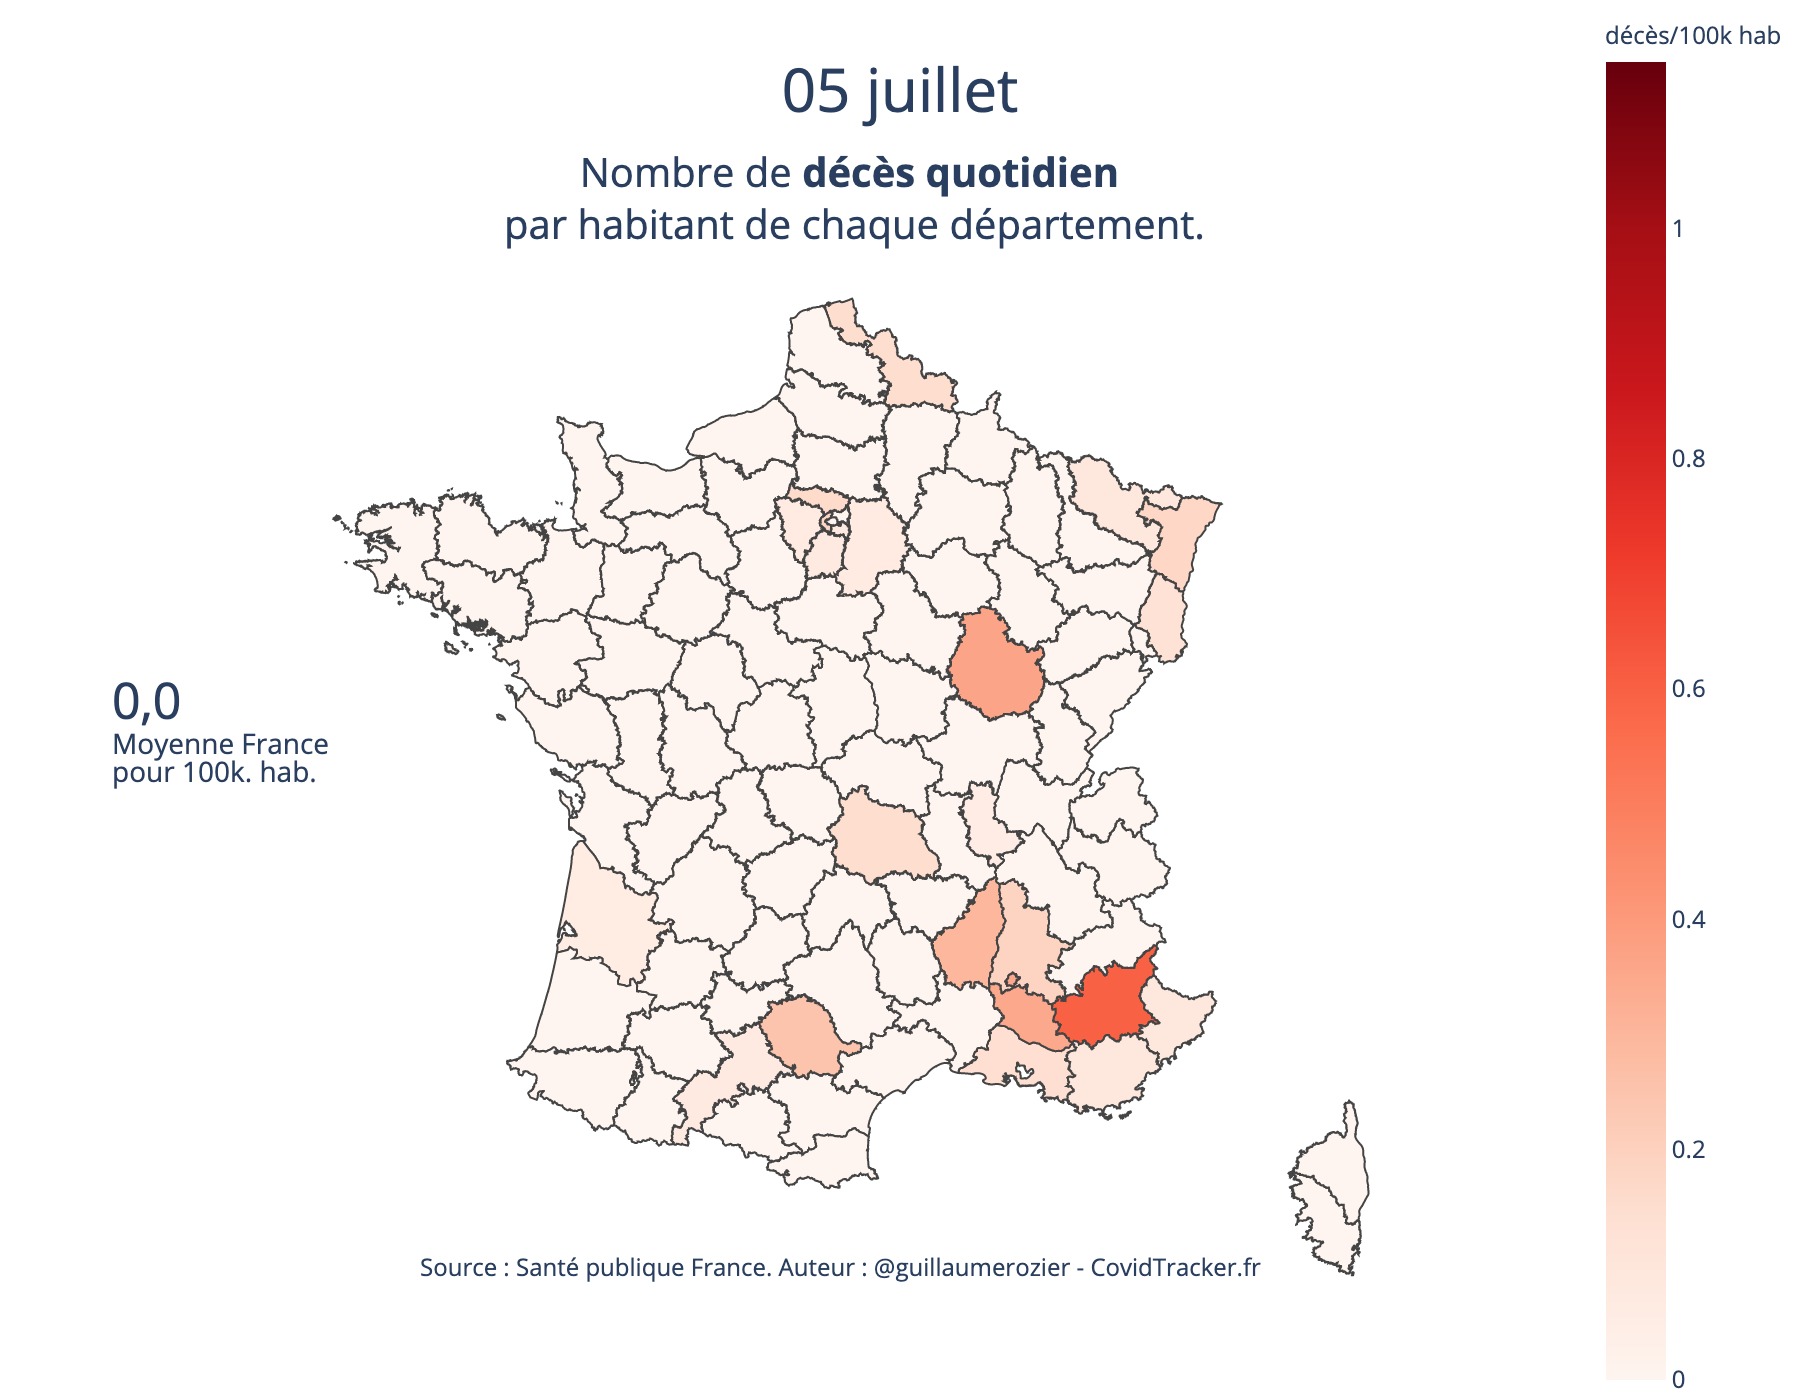 décès/100k hab
05 juillet
Nombre de décès quotidien
par habitant de chaque département.
1
0.8
0.6
0.4
0.2
0
0,0
Moyenne France
pour 100k. hab.
Source : Santé publique France. Auteur : @guillaumerozier - CovidTracker.fr